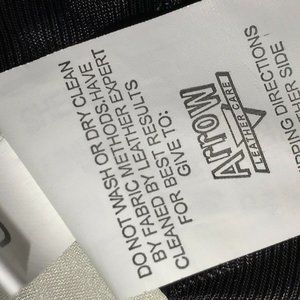 DO NOT WASH OR DRY CLEAN
BY FABRIC METHODS. HAVE
CLEANED BY LEATHER EXPERT
FOR BEST RESULTS
GIVE TO:
ArroW
LEATHER CARE
DIRECTIONS
SIDE